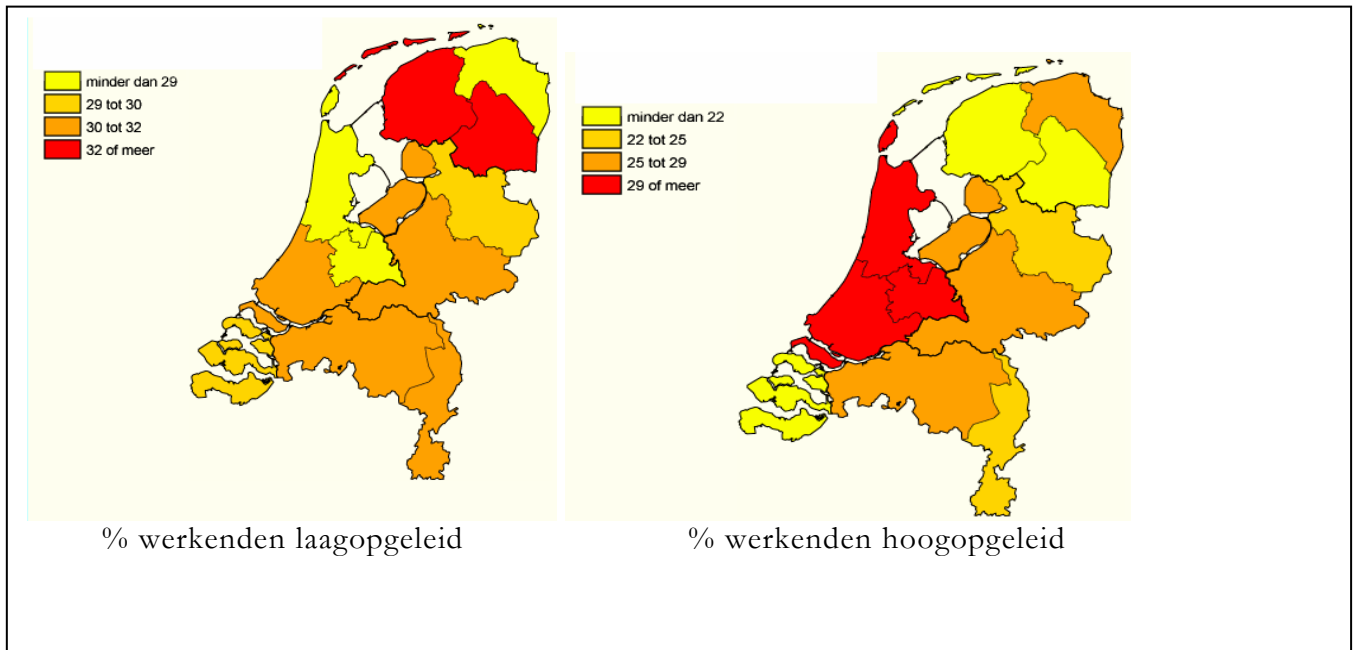 minder dan 29
29 tot 30
30 tot 32
32 of meer
minder dan 22
22 tot 25
25 tot 29
29 of meer
% werkenden laagopgeleid
% werkenden hoogopgeleid